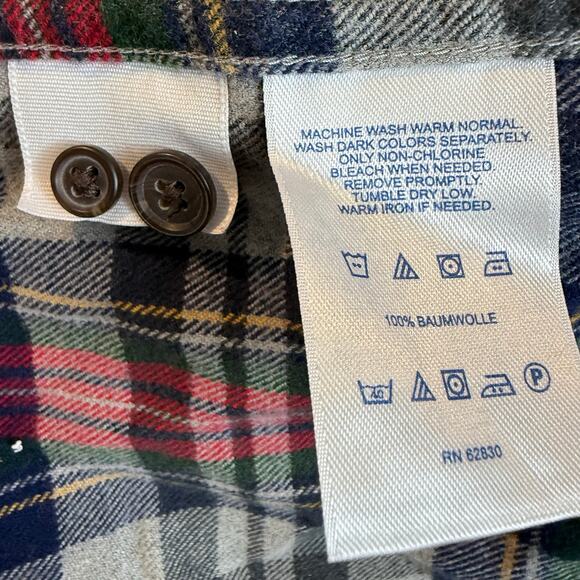 MACHINE WASH WARM NORMAL.
WASH DARK COLORS SEPARATELY.
ONLY NON-CHLORINE
BLEACH WHEN NEEDED
REMOVE PROMPTLY.
TUMBLE DRY LOW.
WARM IRON IF NEEDED.
100% BAUMWOLLE
40 P
RN 62830